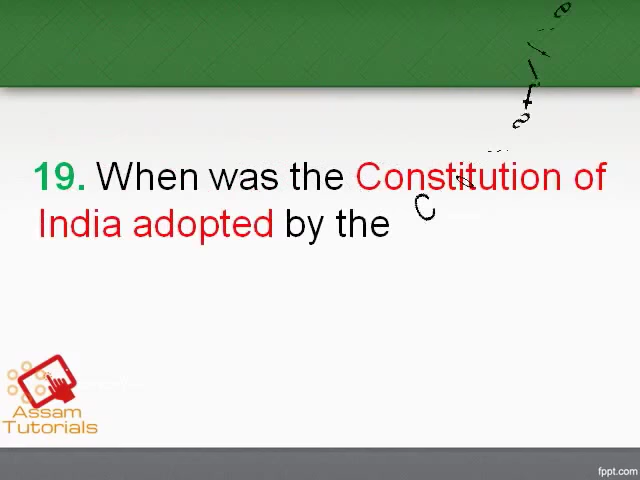 19. When was the Constitution of
India adopted by the C
Assam
Tutorials
fppt.com